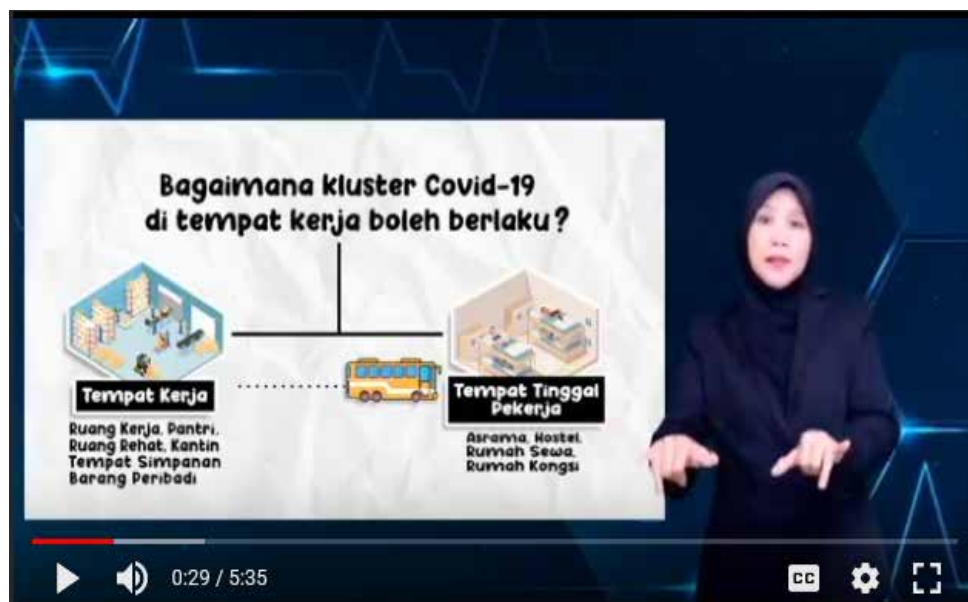 Bagaimana kluster Covid-19
di tempat kerja boleh berlaku?
Tempat Kerja
Ruang Kerja, Pantri,
Ruang Rehat, Kantin
Tempat Simpanan
Barang Peribadi
Tempat Tinggal
Pekerja
Asrama, Hostel,
Rumah Sewa,
Rumah Kongsi
0:29 / 5:35
CC